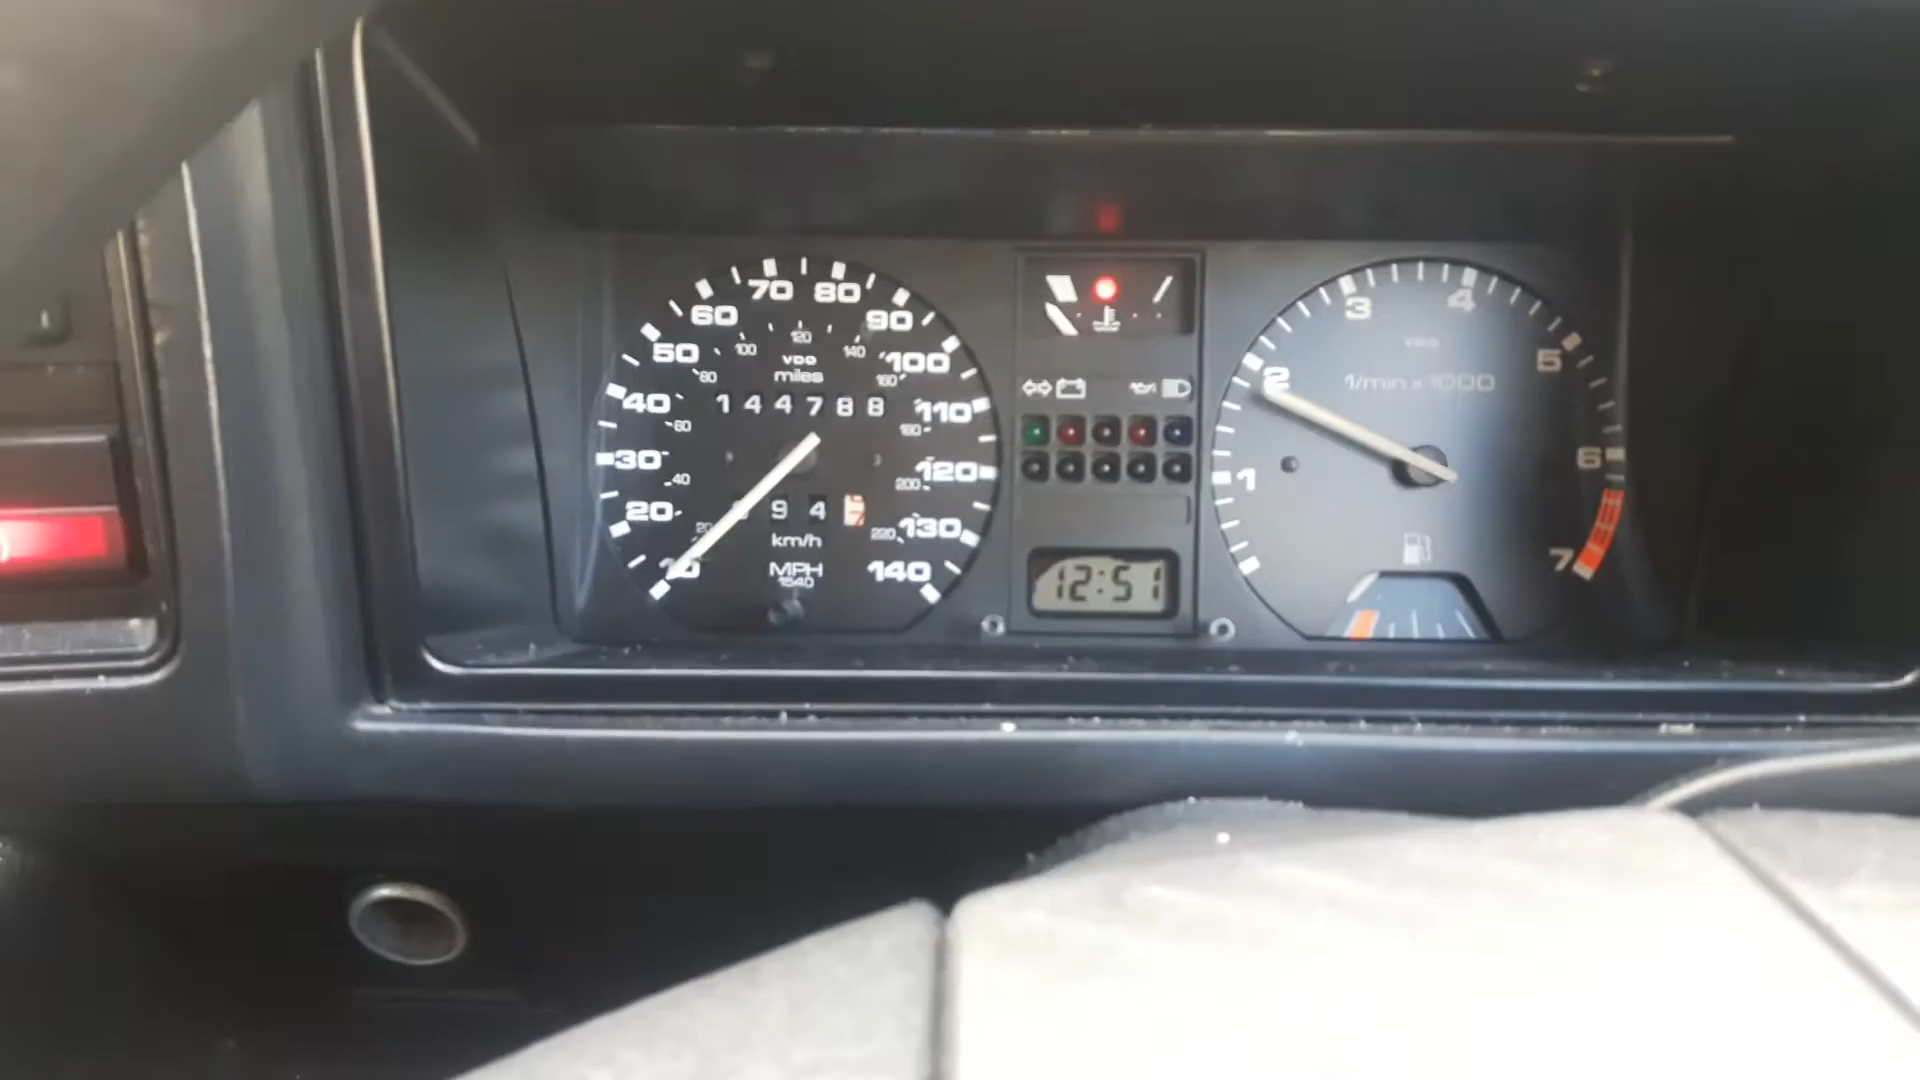 10 20 30 40 50 60 70 80 90 100 110 120 130 140
20 40 60 80 100 120 140 160 180 200 220
VDO
miles
144788
94
km/h
MPH
1540
12:51
1 2 3 4 5 6 7
VDO
1/min x 1000